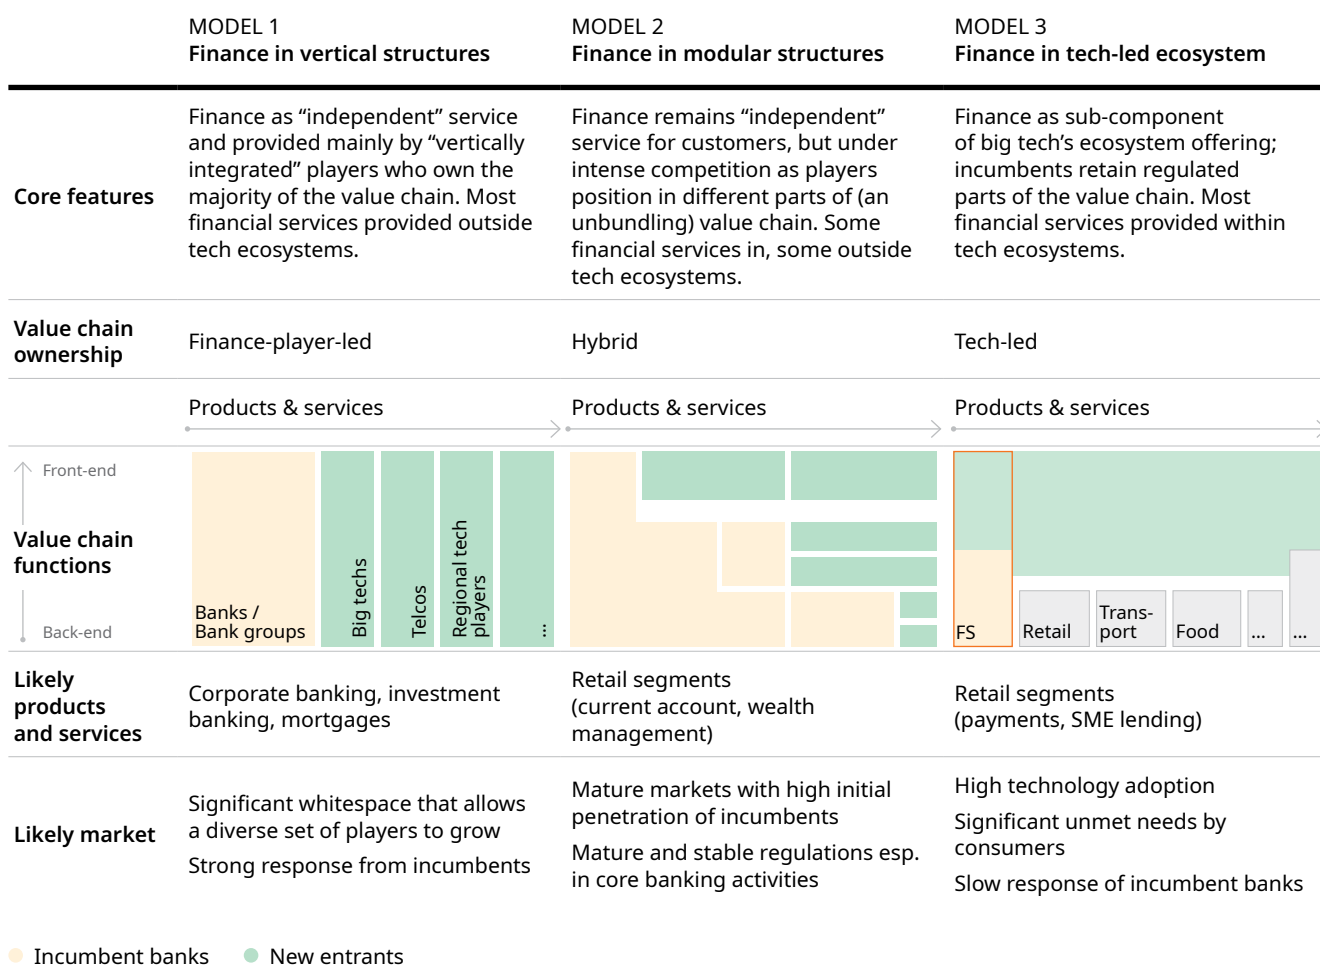 MODEL 1
Finance in vertical structures
MODEL 2
Finance in modular structures
MODEL 3
Finance in tech-led ecosystem
Core features
Finance as “independent” service
and provided mainly by “vertically
integrated” players who own the
majority of the value chain. Most
financial services provided outside
tech ecosystems.
Finance remains “independent”
service for customers, but under
intense competition as players
position in different parts of (an
unbundling) value chain. Some
financial services in, some outside
tech ecosystems.
Finance as sub-component
of big tech’s ecosystem offering;
incumbents retain regulated
parts of the value chain. Most
financial services provided within
tech ecosystems.
Value chain
ownership
Finance-player-led
Hybrid
Tech-led
Products & services
Products & services
Products & services
Front-end
Value chain
functions
Back-end
Banks /
Bank groups
Big techs
Telcos
Regional tech
players
...
FS
Retail
Trans-
port
Food
...
...
Likely
products
and services
Corporate banking, investment
banking, mortgages
Retail segments
(current account, wealth
management)
Retail segments
(payments, SME lending)
Likely market
Significant whitespace that allows
a diverse set of players to grow
Strong response from incumbents
Mature markets with high initial
penetration of incumbents
Mature and stable regulations esp.
in core banking activities
High technology adoption
Significant unmet needs by
consumers
Slow response of incumbent banks
Incumbent banks
New entrants